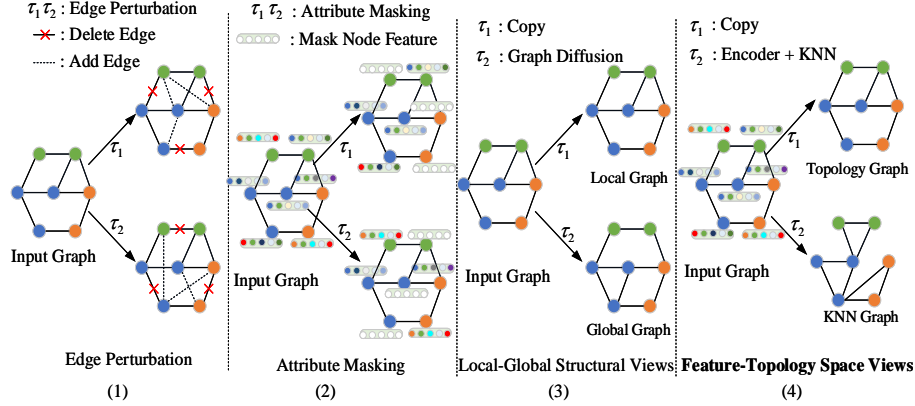 τ₁ τ₂ : Edge Perturbation
: Delete Edge
: Add Edge
τ₁
τ₂
Input Graph
Edge Perturbation
(1)
τ₁ τ₂ : Attribute Masking
: Mask Node Feature
τ₁
τ₂
Input Graph
Attribute Masking
(2)
τ₁ : Copy
τ₂ : Graph Diffusion
τ₁
Local Graph
τ₂
Input Graph
Global Graph
Local-Global Structural Views
(3)
τ₁ : Copy
τ₂ : Encoder + KNN
τ₁
Topology Graph
τ₂
Input Graph
KNN Graph
Feature-Topology Space Views
(4)